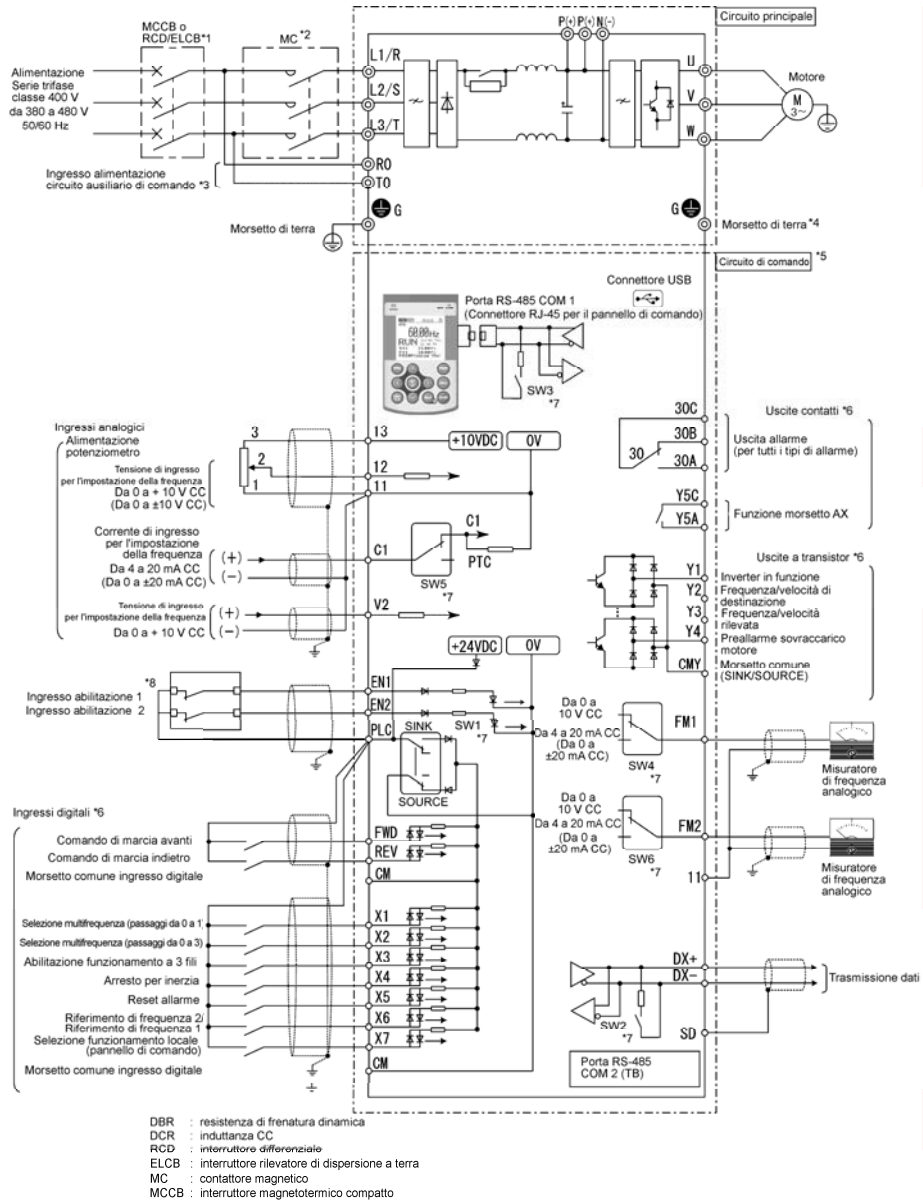 MCCB o
RCD/ELCB*1
MC *2
P(+) P(+) N(-)
Circuito principale
Alimentazione
Serie trifase
classe 400 V
da 380 a 480 V
50/60 Hz
L1/R
L2/S
L3/T
U
V
W
Motore
M
3~
Ingresso alimentazione
circuito ausiliario di comando *3
R0
T0
G
G
Morsetto di terra
Morsetto di terra *4
Circuito di comando *5
Connettore USB
Porta RS-485 COM 1
(Connettore RJ-45 per il pannello di comando)
60.00Hz
RUN
SW3
*7
Ingressi analogici
Alimentazione
potenziometro
3
2
1
Tensione di ingresso
per l'impostazione della frequenza
Da 0 a + 10 V CC
(Da 0 a ±10 V CC)
13
12
11
+10VDC
0V
Corrente di ingresso
per l'impostazione
della frequenza
Da 4 a 20 mA CC
(Da 0 a ±20 mA CC)
(+)
(−)
C1
C1
PTC
SW5
*7
Tensione di ingresso
per l'impostazione della frequenza
Da 0 a + 10 V CC
(+)
(−)
V2
+24VDC
0V
30C
30B
30
30A
Uscite contatti *6
Uscita allarme
(per tutti i tipi di allarme)
Y5C
Y5A
Funzione morsetto AX
Uscite a transistor *6
Y1
Y2
Y3
Y4
CMY
Inverter in funzione
Frequenza/velocità di
destinazione
Frequenza/velocità
rilevata
Preallarme sovraccarico
motore
Morsetto comune
(SINK/SOURCE)
*8
Ingresso abilitazione 1
Ingresso abilitazione 2
EN1
EN2
PLC
SINK
SW1
*7
SOURCE
Da 0 a
10 V CC
Da 4 a 20 mA CC
(Da 0 a
±20 mA CC)
SW4
*7
FM1
Misuratore
di frequenza
analogico
Da 0 a
10 V CC
Da 4 a 20 mA CC
(Da 0 a
±20 mA CC)
SW6
*7
FM2
11
Misuratore
di frequenza
analogico
Ingressi digitali *6
Comando di marcia avanti
Comando di marcia indietro
Morsetto comune ingresso digitale
FWD
REV
CM
Selezione multifrequenza (passaggi da 0 a 1)
Selezione multifrequenza (passaggi da 0 a 3)
Abilitazione funzionamento a 3 fili
Arresto per inerzia
Reset allarme
Riferimento di frequenza 2/
Riferimento di frequenza 1
Selezione funzionamento locale
(pannello di comando)
Morsetto comune ingresso digitale
X1
X2
X3
X4
X5
X6
X7
CM
DX+
DX-
SD
Trasmissione dati
SW2
*7
Porta RS-485
COM 2 (TB)
DBR : resistenza di frenatura dinamica
DCR : induttanza CC
RCD : interruttore differenziale
ELCB : interruttore rilevatore di dispersione a terra
MC : contattore magnetico
MCCB : interruttore magnetotermico compatto